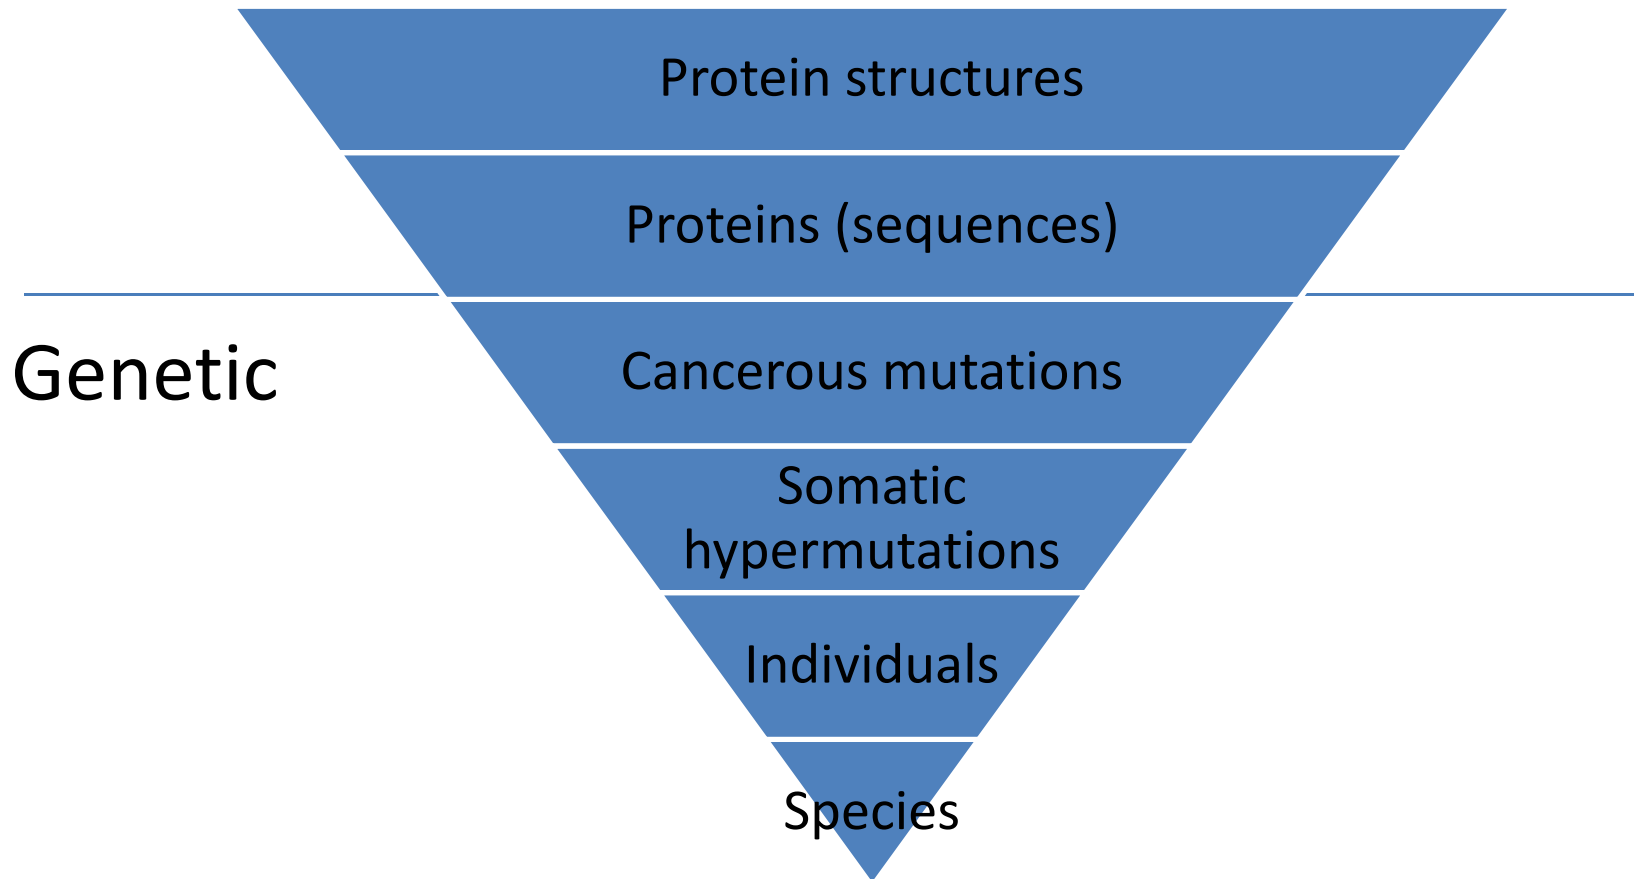 Protein structures
Proteins (sequences)
Genetic
Cancerous mutations
Somatic
hypermutations
Individuals
Species